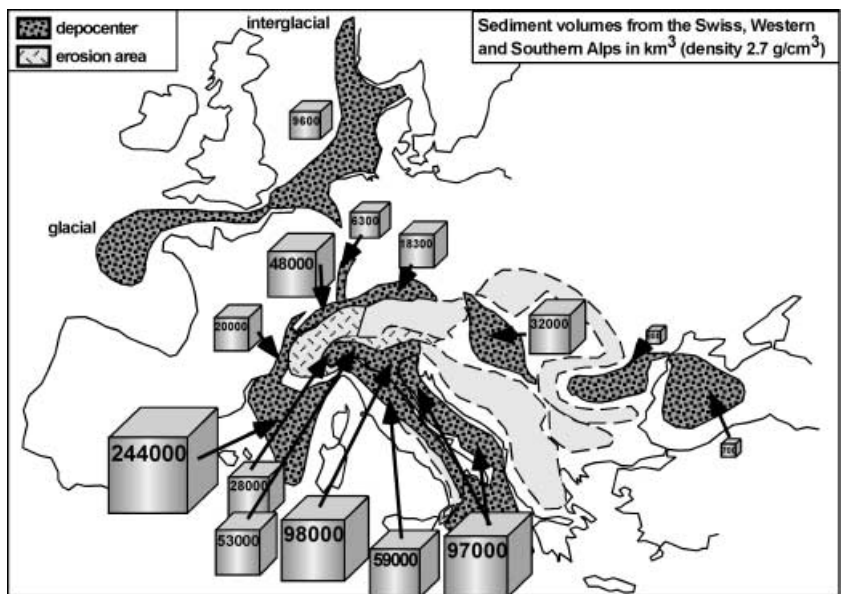 depocenter
erosion area
interglacial
Sediment volumes from the Swiss, Western
and Southern Alps in km³ (density 2.7 g/cm³)
9600
glacial
6300
18300
48000
20000
32000
244000
28000
53000
98000
59000
97000
700